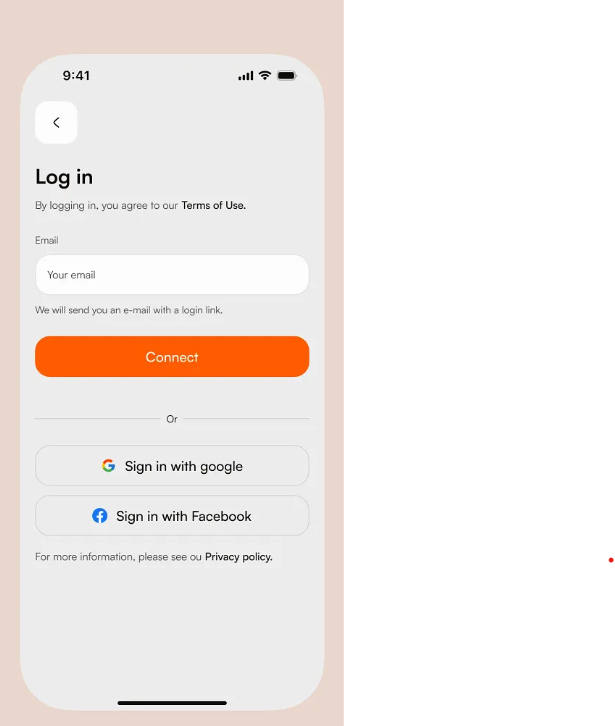 9:41
Log in
By logging in, you agree to our Terms of Use.
Email
Your email
We will send you an e-mail with a login link.
Connect
Or
Sign in with google
Sign in with Facebook
For more information, please see ou Privacy policy.